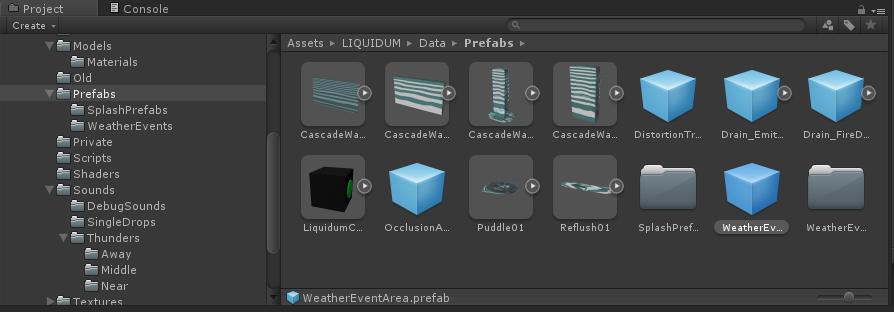 Project
Console
Create
Models
Materials
Old
Prefabs
SplashPrefabs
WeatherEvents
Private
Scripts
Shaders
Sounds
DebugSounds
SingleDrops
Thunders
Away
Middle
Near
Textures
Assets ▸ LIQUIDUM ▸ Data ▸ Prefabs ▸
CascadeWa... CascadeWa... CascadeWa... CascadeWa... DistortionTr... Drain_Emit... Drain_FireD...
LiquidumC... OcclusionA... Puddle01 Reflush01 SplashPref... WeatherEv... WeatherEv...
WeatherEventArea.prefab